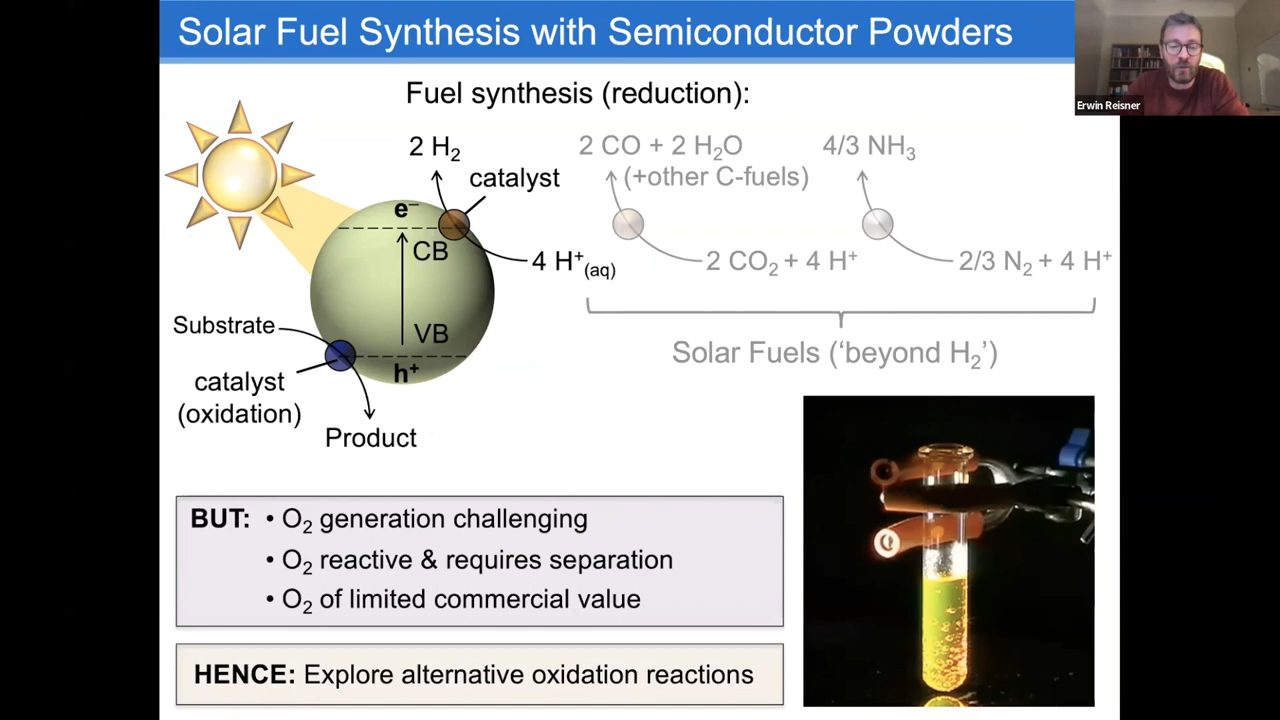 Solar Fuel Synthesis with Semiconductor Powders
Erwin Reisner
Fuel synthesis (reduction):
2 H₂
catalyst
2 CO + 2 H₂O
(+other C-fuels)
4/3 NH₃
e⁻
CB
4 H⁺(aq)
2 CO₂ + 4 H⁺
2/3 N₂ + 4 H⁺
Substrate
VB
h⁺
catalyst
(oxidation)
Product
Solar Fuels (‘beyond H₂’)
BUT: • O₂ generation challenging
• O₂ reactive & requires separation
• O₂ of limited commercial value
HENCE: Explore alternative oxidation reactions